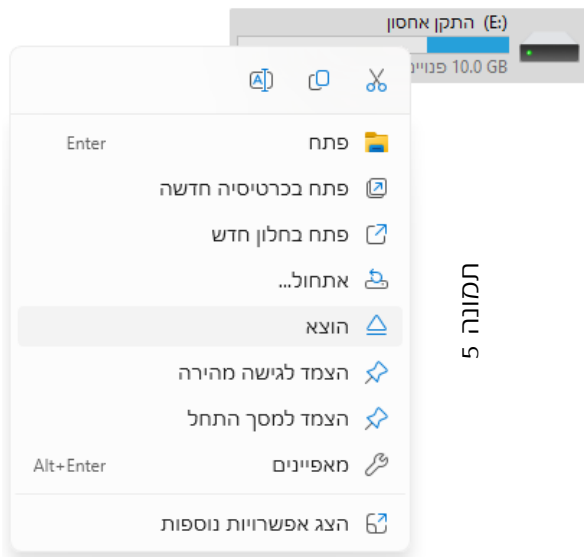 התקן אחסון (E:)
10.0 GB פנויים
פתח Enter
פתח בכרטיסיה חדשה
פתח בחלון חדש
אתחול...
הוצא
הצמד לגישה מהירה
הצמד למסך התחל
מאפיינים Alt+Enter
הצג אפשרויות נוספות
תמונה 5